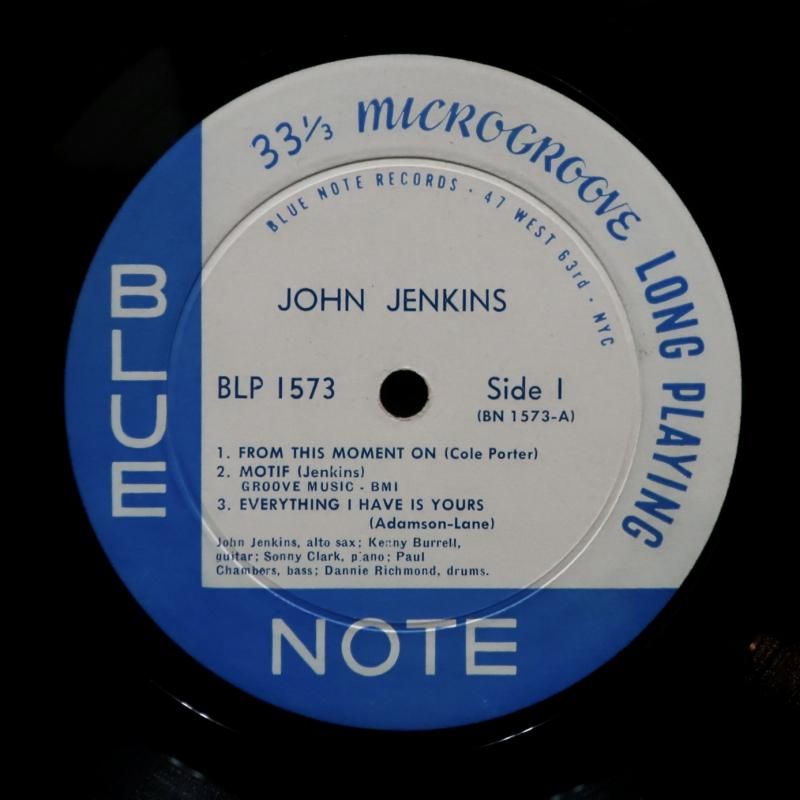 33⅓ MICROGROOVE LONG PLAYING
BLUE NOTE RECORDS · 47 WEST 63rd · NYC
JOHN JENKINS
BLP 1573
Side 1
(BN 1573-A)
1. FROM THIS MOMENT ON (Cole Porter)
2. MOTIF (Jenkins)
GROOVE MUSIC - BMI
3. EVERYTHING I HAVE IS YOURS
(Adamson-Lane)
John Jenkins, alto sax; Kenny Burrell,
guitar; Sonny Clark, piano; Paul
Chambers, bass; Dannie Richmond, drums.
BLUE
NOTE